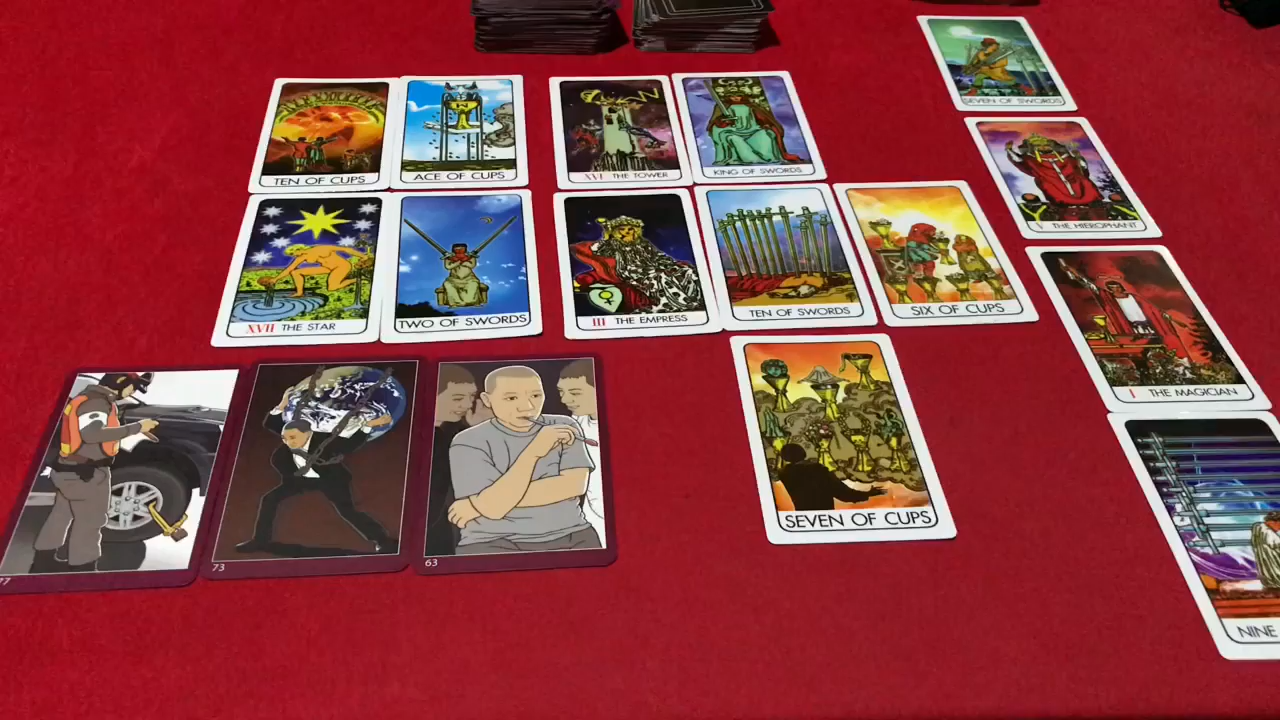 SEVEN OF SWORDS
TEN OF CUPS
ACE OF CUPS
XVI THE TOWER
KING OF SWORDS
V THE HIEROPHANT
XVII THE STAR
TWO OF SWORDS
III THE EMPRESS
TEN OF SWORDS
SIX OF CUPS
I THE MAGICIAN
77
73
63
SEVEN OF CUPS
NINE